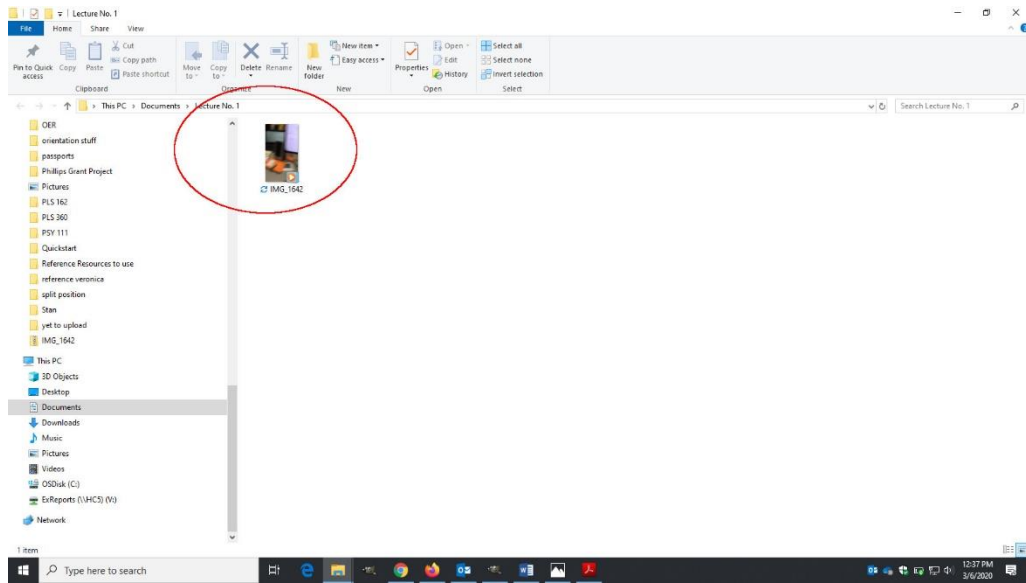 Lecture No. 1
File Home Share View
Pin to Quick access
Copy
Paste
Cut
Copy path
Paste shortcut
Clipboard
Move to
Copy to
Delete
Rename
Organize
New folder
New item
Easy access
New
Properties
Open
Edit
History
Open
Select all
Select none
Invert selection
Select
This PC > Documents > Lecture No. 1
Search Lecture No. 1
OER
orientation stuff
passports
Phillips Grant Project
Pictures
PLS 162
PLS 360
PSY 111
Quickstart
Reference Resources to use
reference veronica
split position
Stan
yet to upload
IMG_1642
This PC
3D Objects
Desktop
Documents
Downloads
Music
Pictures
Videos
OSDisk (C:)
ExReports (\\HC5) (V:)
Network
IMG_1642
1 item
Type here to search
12:37 PM
3/6/2020